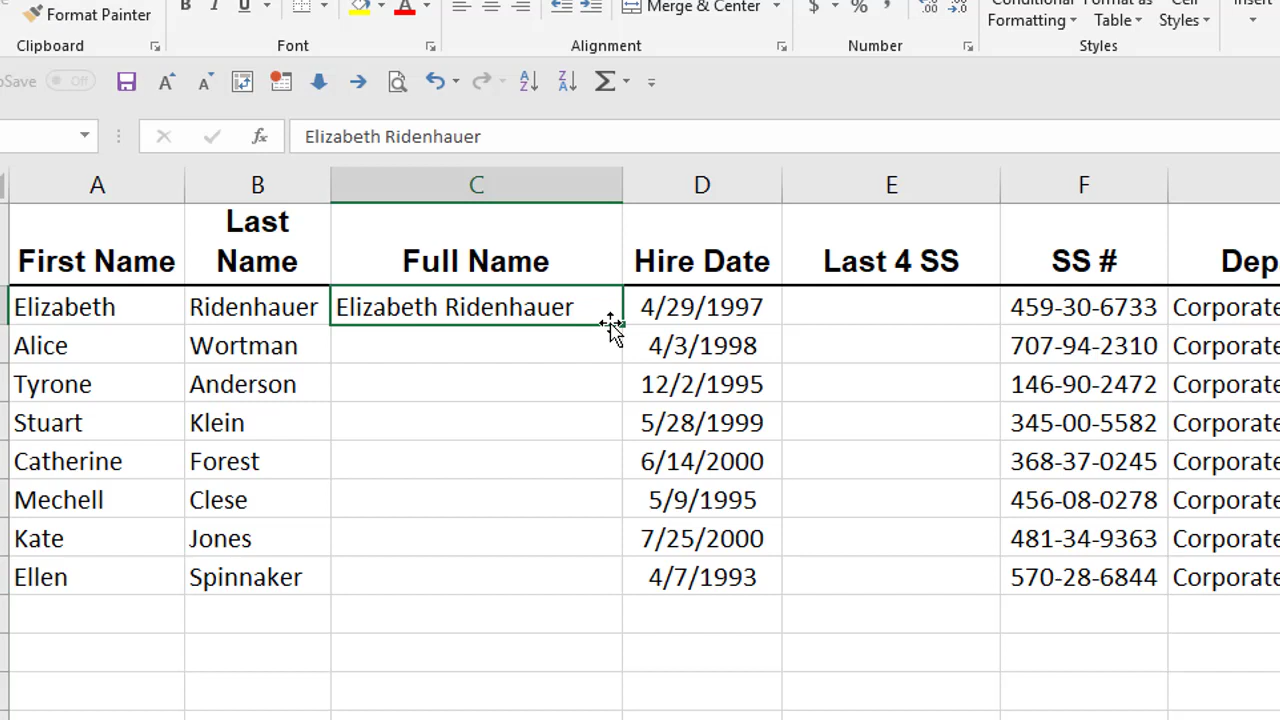 Format Painter
B I U
A
Merge & Center
$ % ,
Conditional Format as Cell Insert
Formatting Table Styles
Clipboard Font Alignment Number Styles
Save Off
Elizabeth Ridenhauer
A B C D E F
First Name Last Name Full Name Hire Date Last 4 SS SS # Dep
Elizabeth Ridenhauer Elizabeth Ridenhauer 4/29/1997 459-30-6733 Corporate
Alice Wortman 4/3/1998 707-94-2310 Corporate
Tyrone Anderson 12/2/1995 146-90-2472 Corporate
Stuart Klein 5/28/1999 345-00-5582 Corporate
Catherine Forest 6/14/2000 368-37-0245 Corporate
Mechell Clese 5/9/1995 456-08-0278 Corporate
Kate Jones 7/25/2000 481-34-9363 Corporate
Ellen Spinnaker 4/7/1993 570-28-6844 Corporate